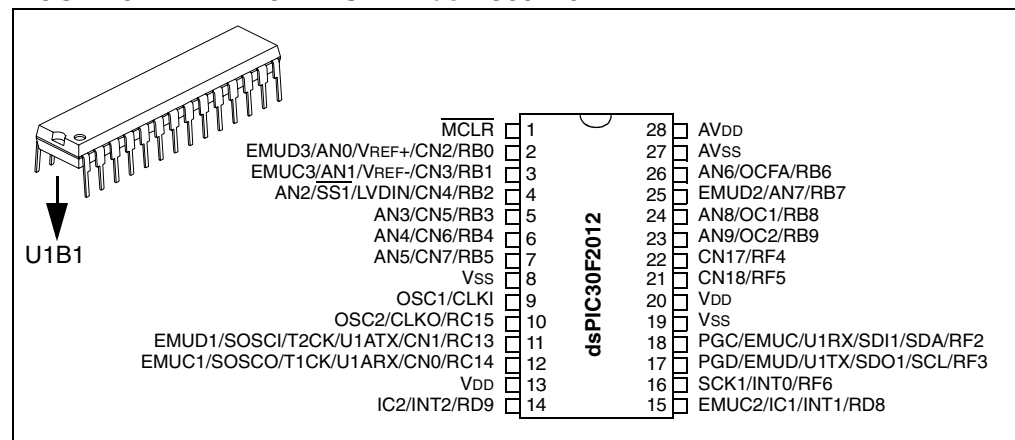 MCLR 1 28 AVDD
EMUD3/AN0/VREF+/CN2/RB0 2 27 AVSS
EMUC3/AN1/VREF-/CN3/RB1 3 26 AN6/OCFA/RB6
AN2/SS1/LVDIN/CN4/RB2 4 25 EMUD2/AN7/RB7
AN3/CN5/RB3 5 24 AN8/OC1/RB8
AN4/CN6/RB4 6 23 AN9/OC2/RB9
AN5/CN7/RB5 7 22 CN17/RF4
VSS 8 21 CN18/RF5
OSC1/CLKI 9 20 VDD
OSC2/CLKO/RC15 10 19 VSS
EMUD1/SOSCI/T2CK/U1ATX/CN1/RC13 11 18 PGC/EMUC/U1RX/SDI1/SDA/RF2
EMUC1/SOSCO/T1CK/U1ARX/CN0/RC14 12 17 PGD/EMUD/U1TX/SDO1/SCL/RF3
VDD 13 16 SCK1/INT0/RF6
IC2/INT2/RD9 14 15 EMUC2/IC1/INT1/RD8
dsPIC30F2012
U1B1